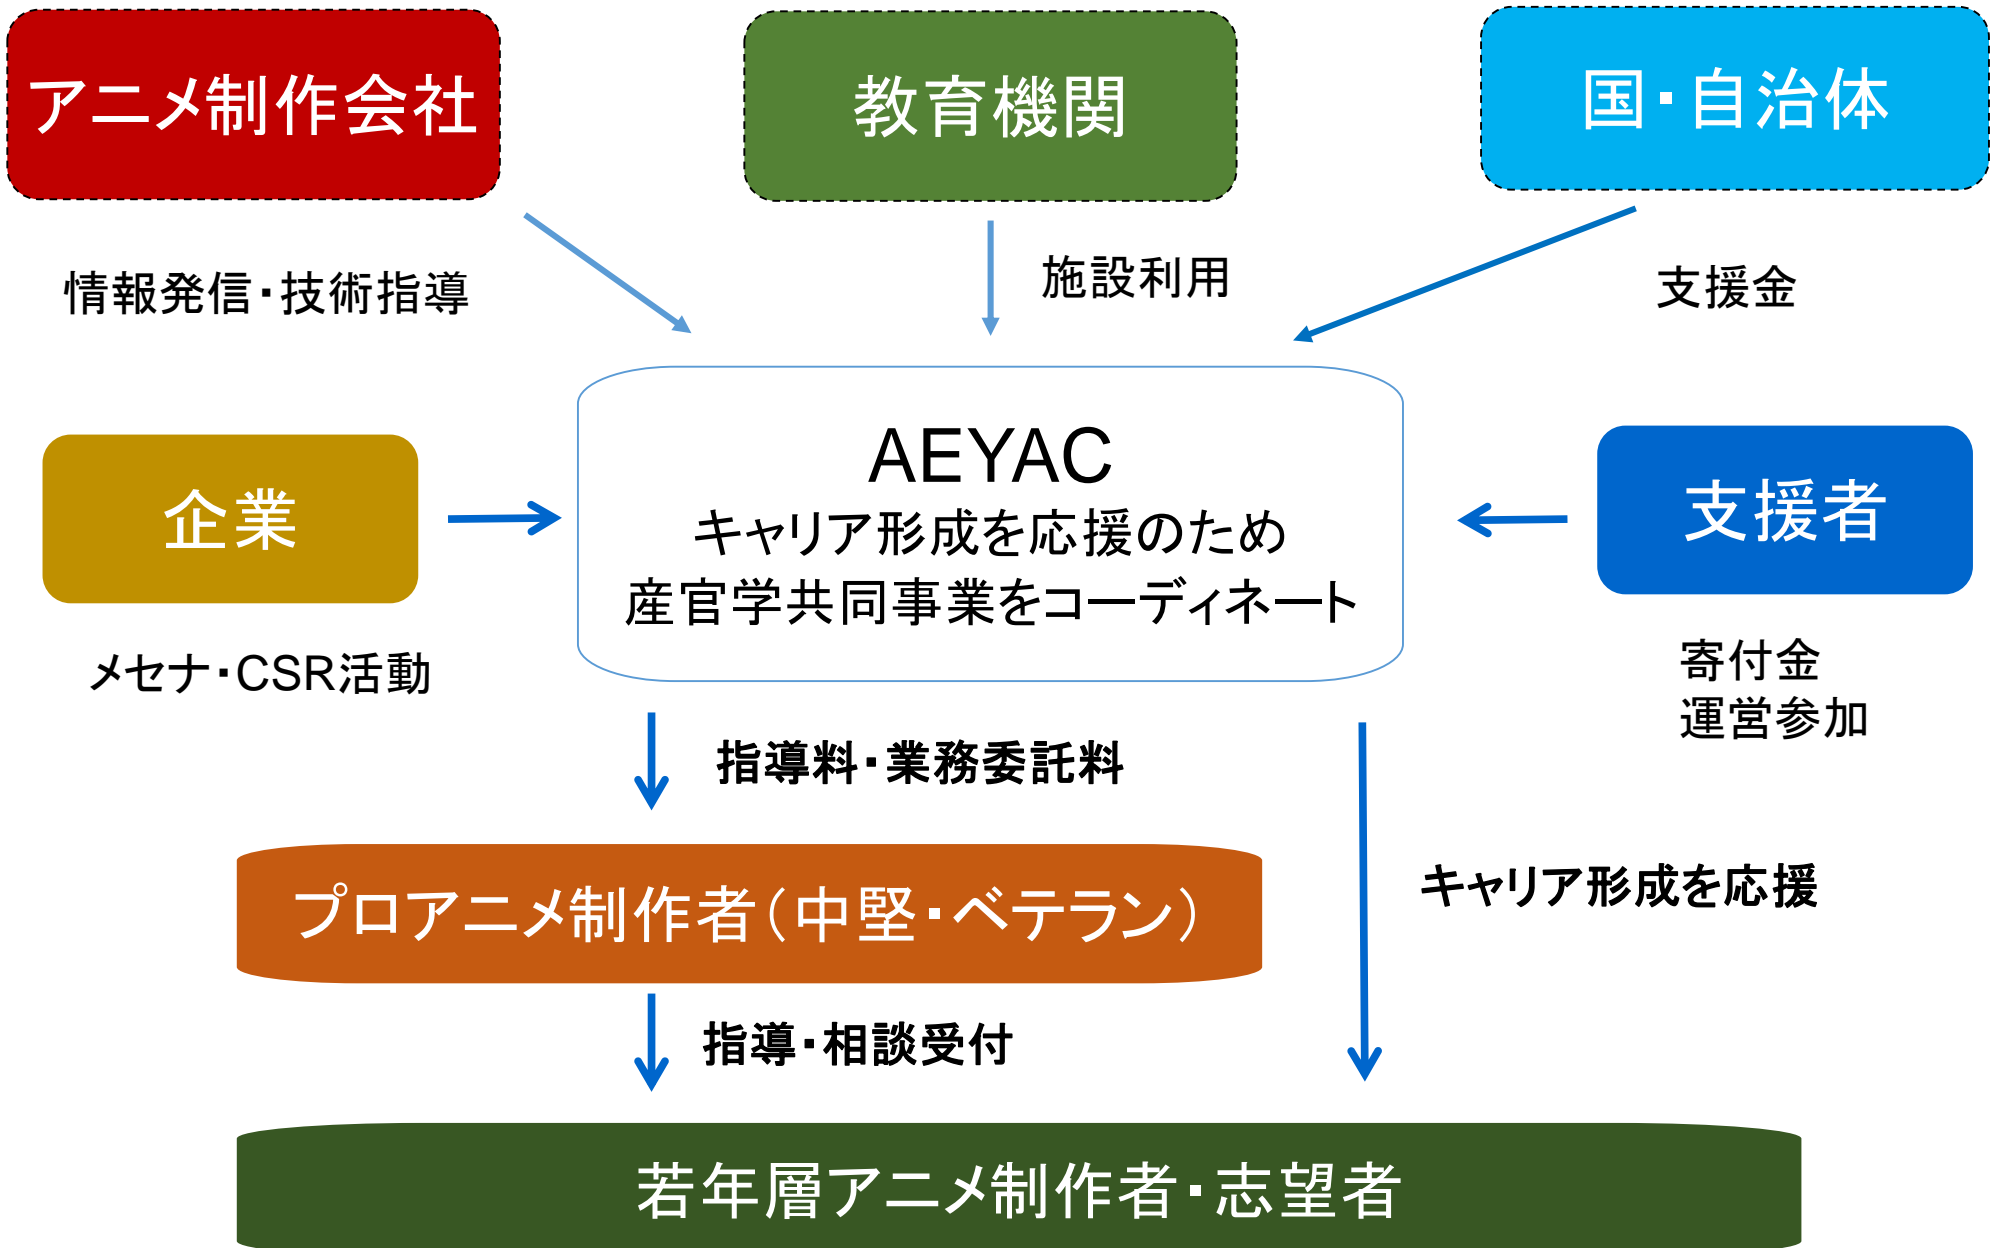 アニメ制作会社
教育機関
国・自治体
情報発信・技術指導
施設利用
支援金
企業
AEYAC
キャリア形成を応援のため
産官学共同事業をコーディネート
支援者
メセナ・CSR活動
寄付金
運営参加
指導料・業務委託料
プロアニメ制作者（中堅・ベテラン）
キャリア形成を応援
指導・相談受付
若年層アニメ制作者・志望者